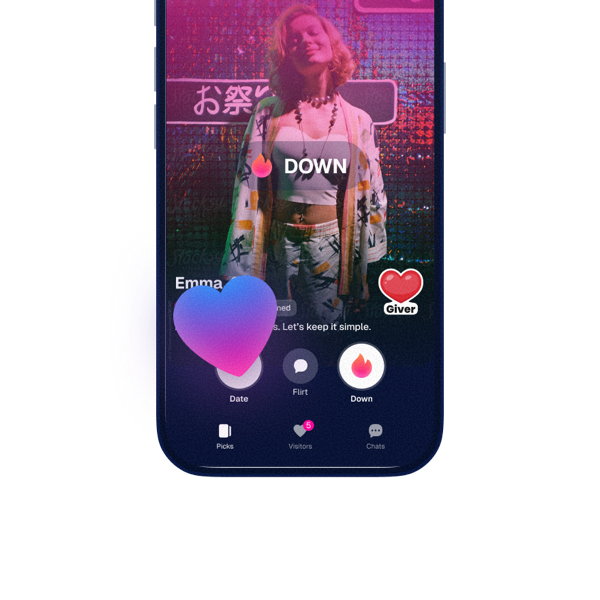 お祭り
DOWN
Emma
Giver
Let's keep it simple.
Date
Flirt
Down
5
Picks
Visitors
Chats